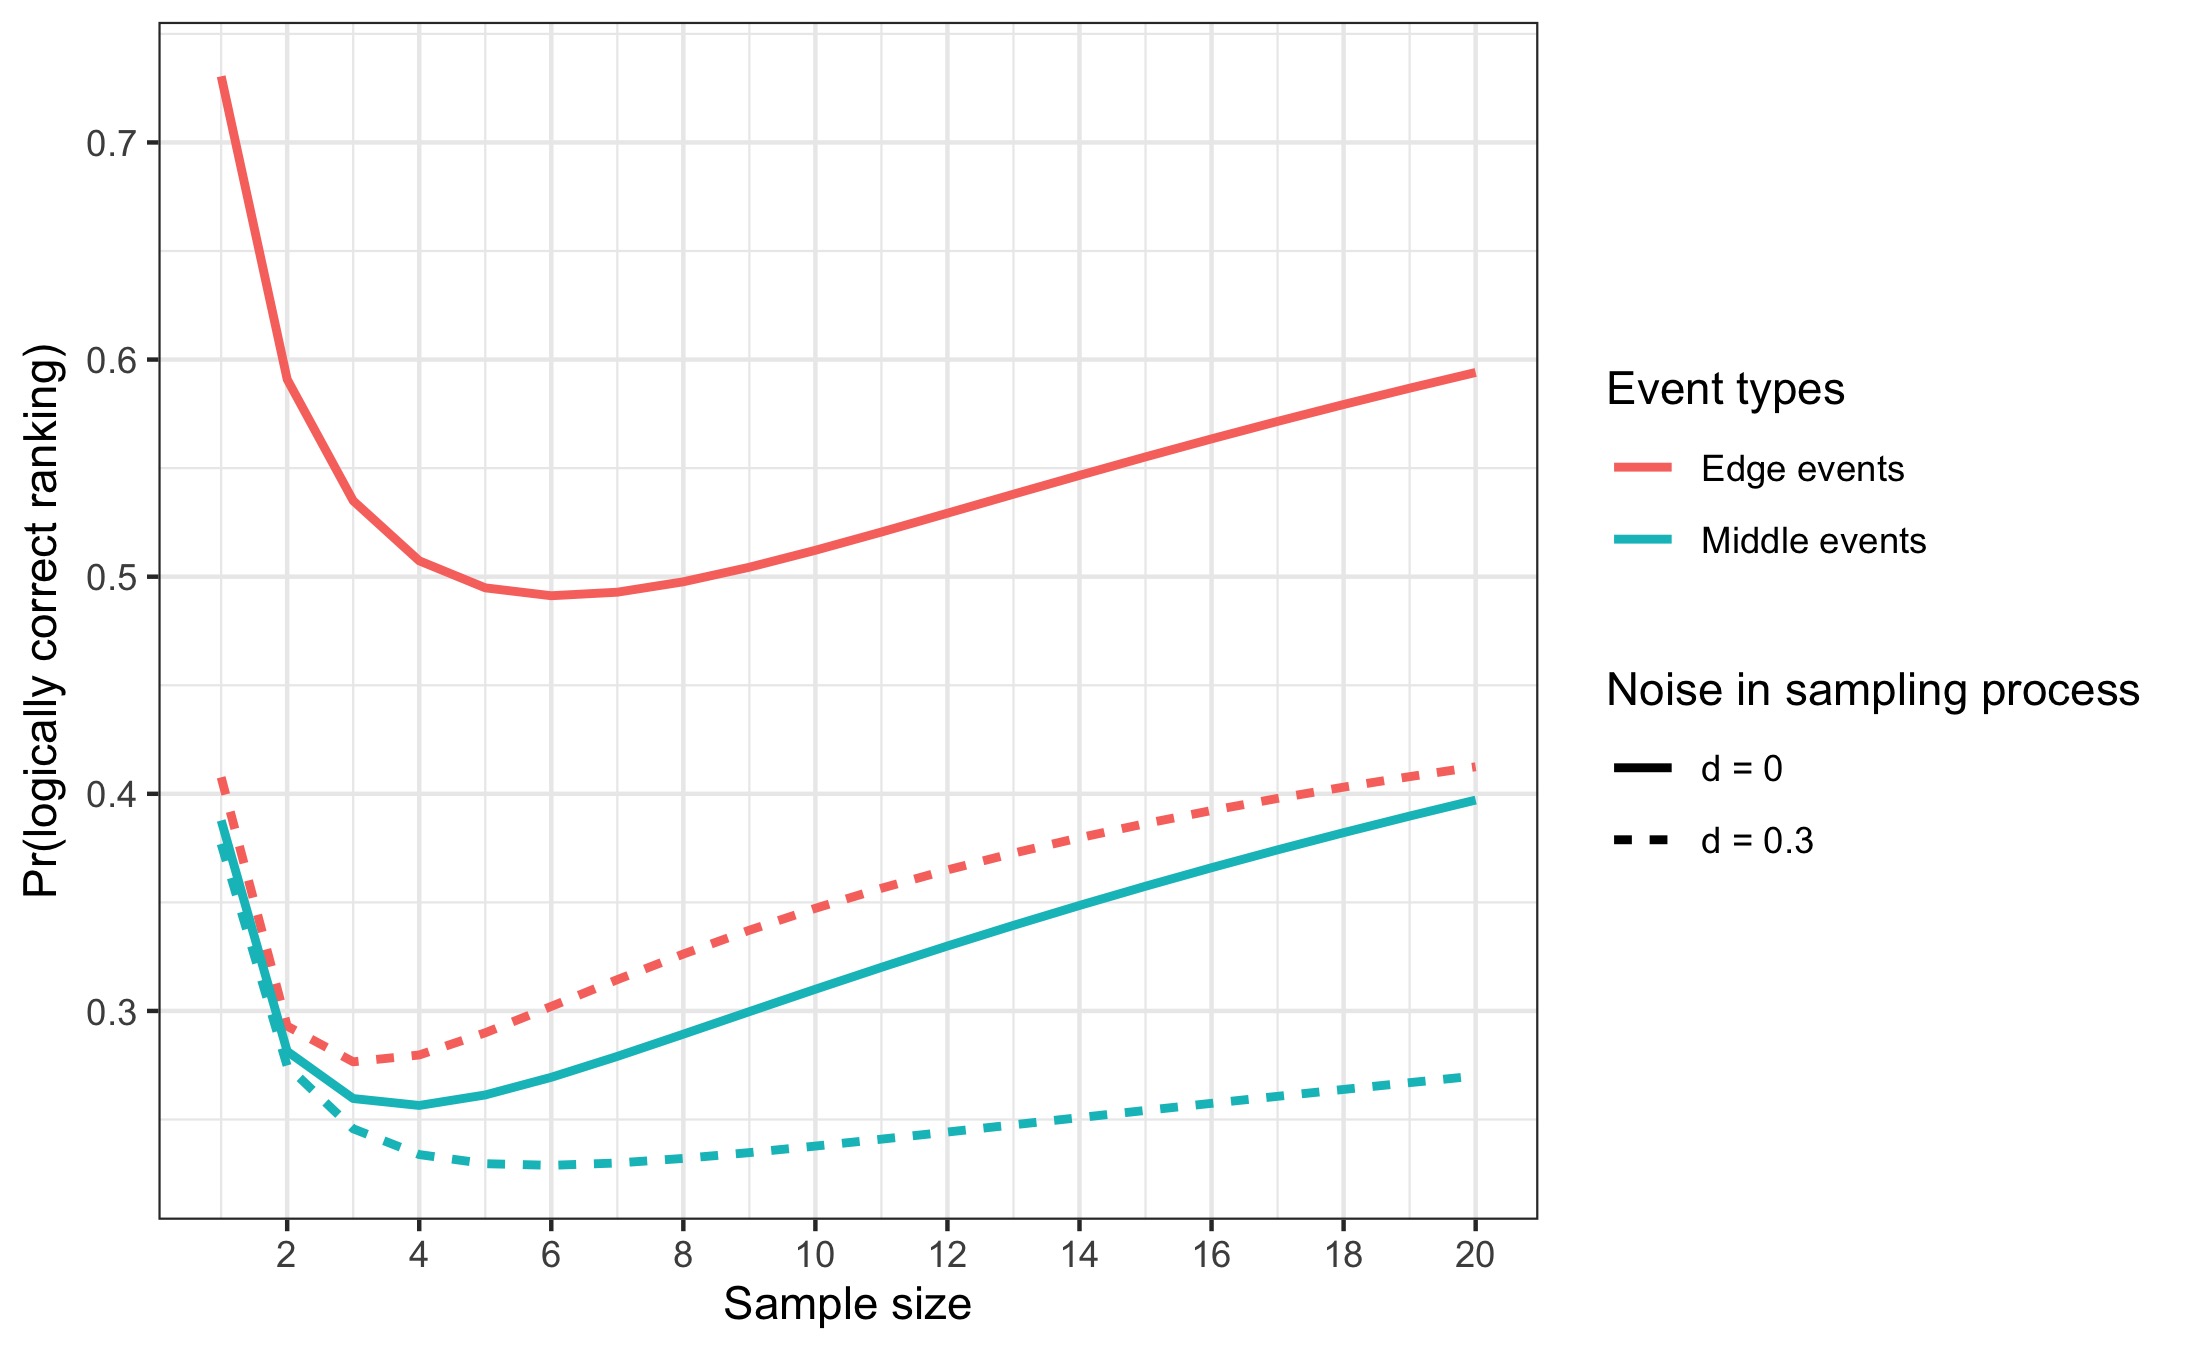 Pr(logically correct ranking)
0.7
0.6
0.5
0.4
0.3
2 4 6 8 10 12 14 16 18 20
Sample size
Event types
Edge events
Middle events
Noise in sampling process
d = 0
d = 0.3